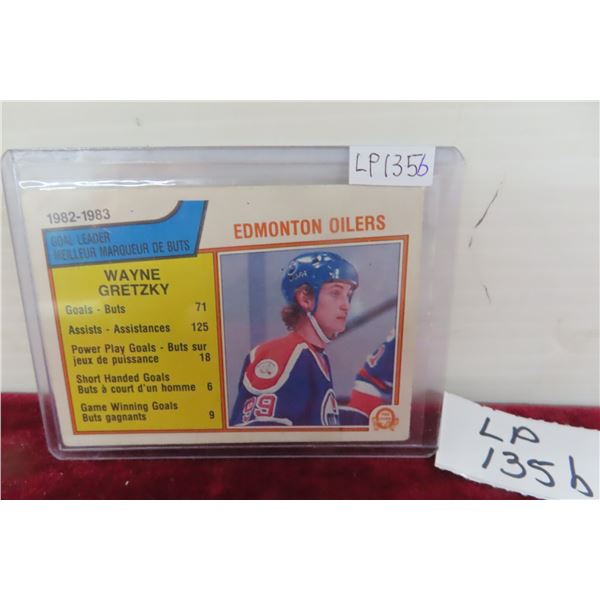 LP135b
1982-1983
GOAL LEADER
MEILLEUR MARQUEUR DE BUTS
EDMONTON OILERS
WAYNE
GRETZKY
Goals - Buts 71
Assists - Assistances 125
Power Play Goals - Buts sur
jeux de puissance 18
Short Handed Goals
Buts à court d'un homme 6
Game Winning Goals
Buts gagnants 9
99
LP
135b